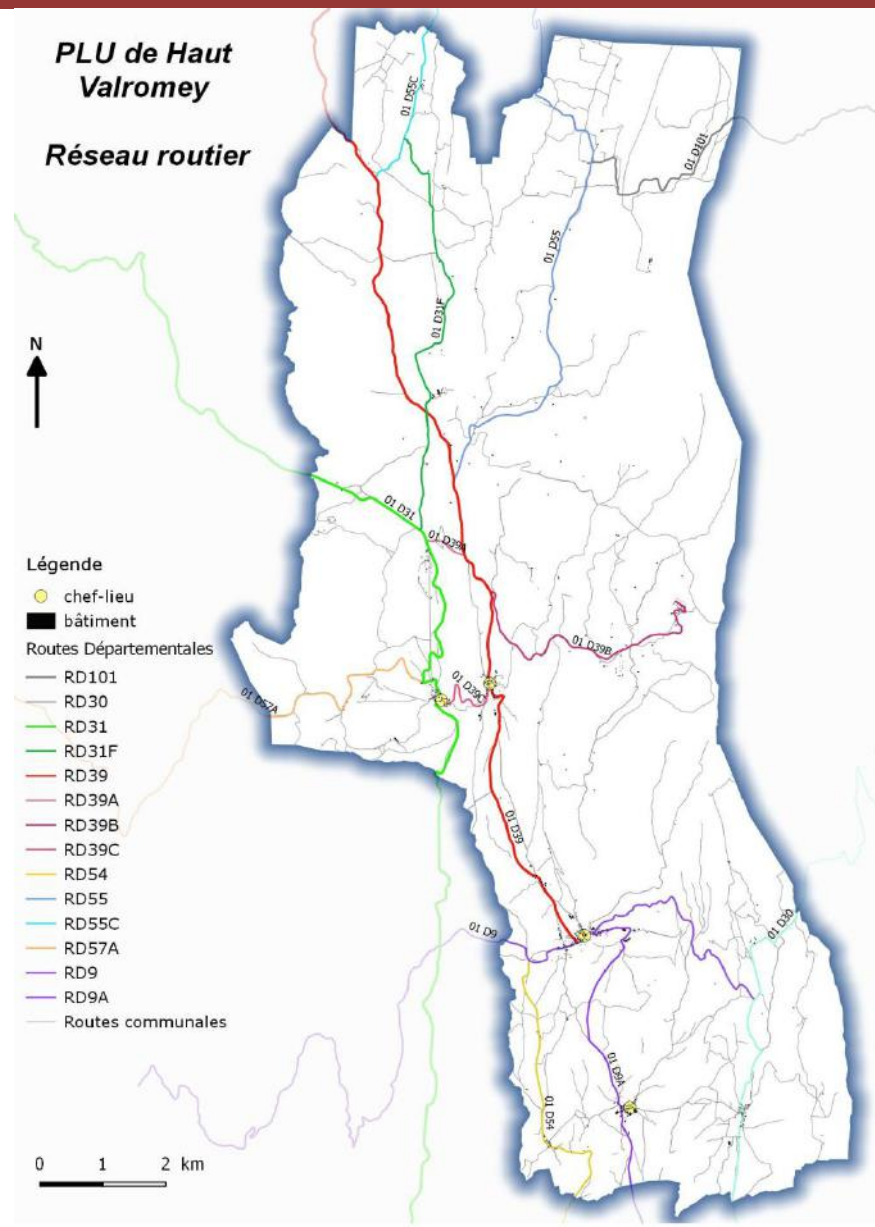 PLU de Haut
Valromey
Réseau routier
01 D55C
01 D101
01 D55
01 D31F
N
01 D31
01 D39A
Légende
chef-lieu
bâtiment
Routes Départementales
RD101
RD30
RD31
RD31F
RD39
RD39A
RD39B
RD39C
RD54
RD55
RD55C
RD57A
RD9
RD9A
Routes communales
01 D39B
01 D57A
01 D39C
01 D39
01 D9
01 D30
01 D9A
01 D54
0 1 2 km